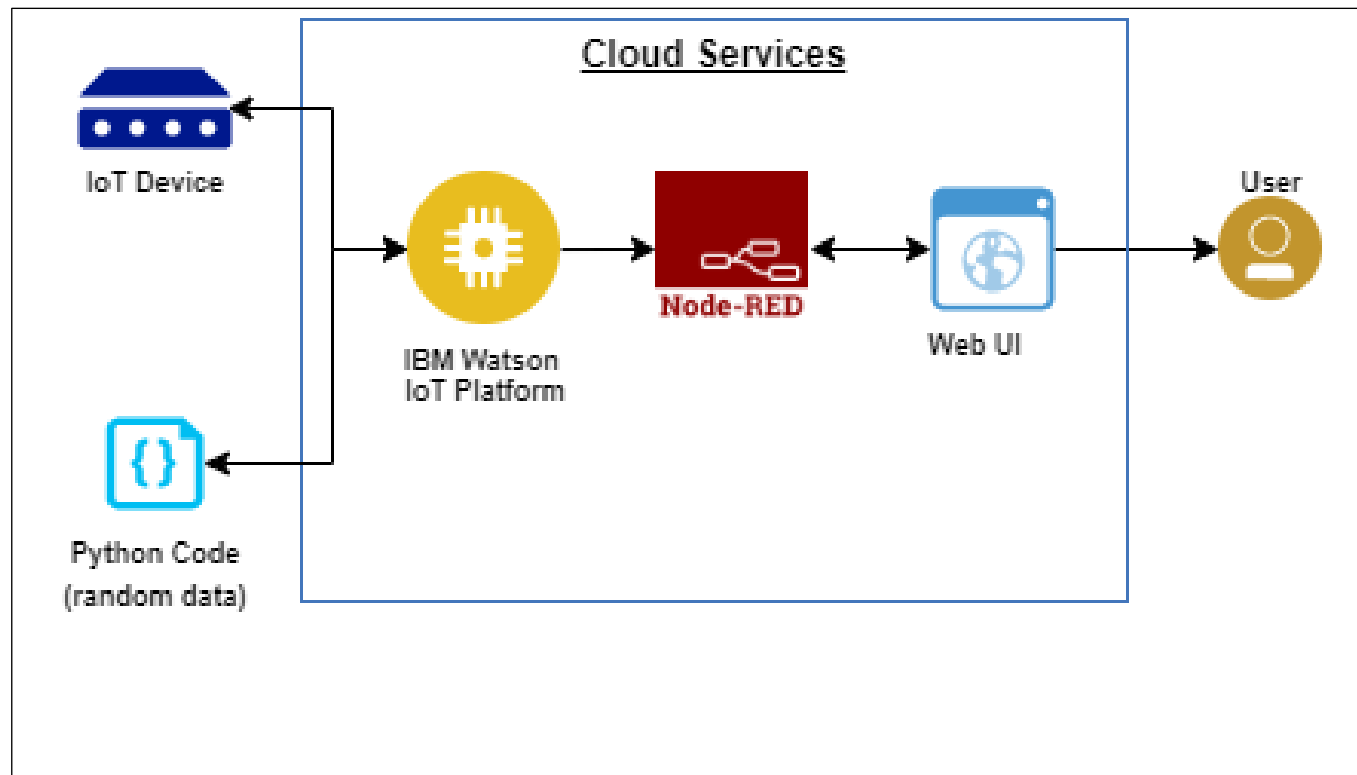 Cloud Services
IoT Device
User
Node-RED
Web UI
IBM Watson
IoT Platform
{}
Python Code
(random data)